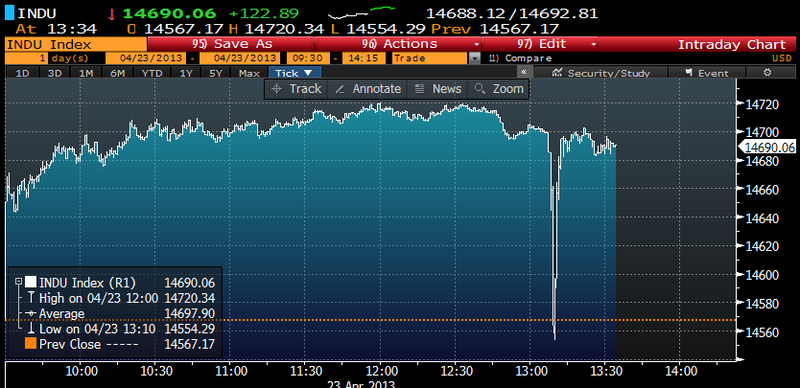 INDU ↓ 14690.06 +122.89 14688.12/14692.81
At 13:34 O 14567.17 H 14720.34 L 14554.29 Prev 14567.17
INDU Index 95) Save As 96) Actions 97) Edit Intraday Chart
1 day(s) 04/23/2013 - 04/23/2013 09:30 - 14:15 Trade 11) Compare USD
1D 3D 1M 6M YTD 1Y 5Y Max Tick ▼ « Security/Study Event
Track Annotate News Zoom
14720
14700
14690.06
14680
14660
14640
14620
14600
14580
14560
INDU Index (R1) 14690.06
High on 04/23 12:00 14720.34
Average 14697.90
Low on 04/23 13:10 14554.29
Prev Close ----- 14567.17
10:00 10:30 11:00 11:30 12:00 12:30 13:00 13:30 14:00
23 Apr 2013